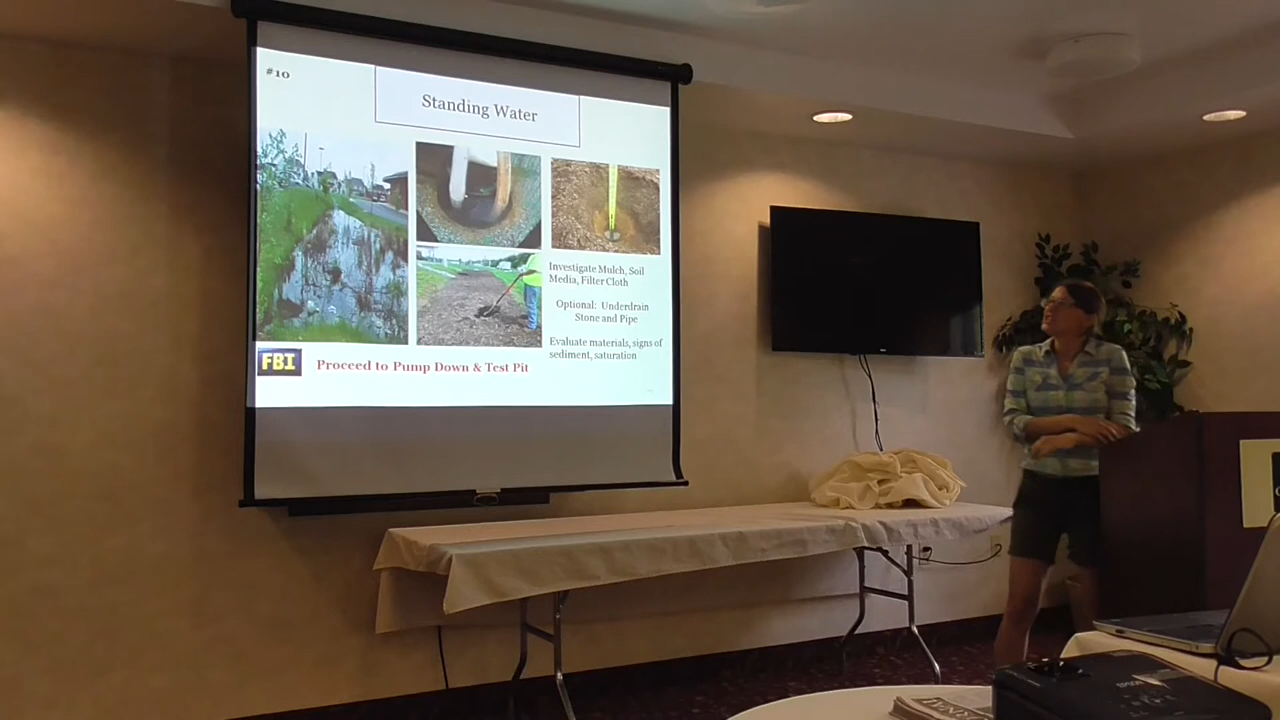 #10
Standing Water
Investigate Mulch, Soil
Media, Filter Cloth
Optional: Underdrain
Stone and Pipe
Evaluate materials, signs of
sediment, saturation
FBI
Proceed to Pump Down & Test Pit
EPSON